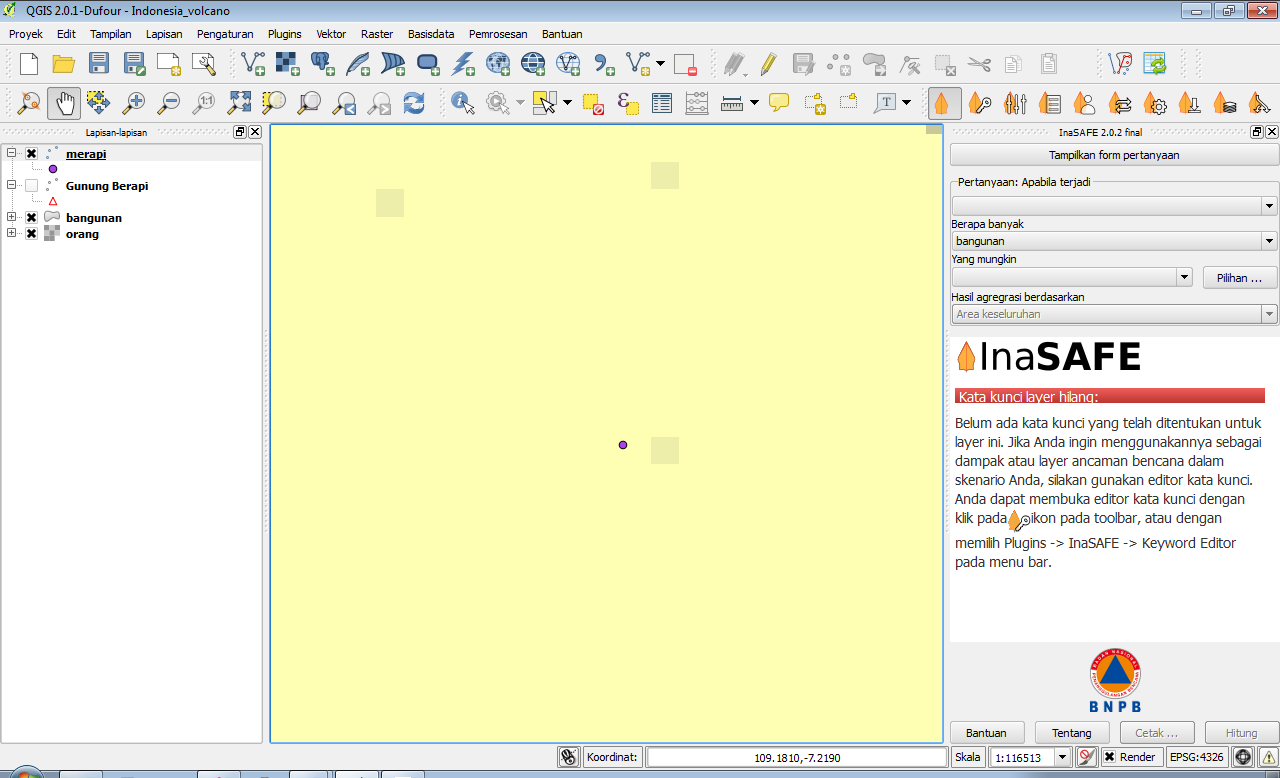 QGIS 2.0.1-Dufour - Indonesia_volcano
Proyek Edit Tampilan Lapisan Pengaturan Plugins Vektor Raster Basisdata Pemrosesan Bantuan
Lapisan-lapisan
merapi
Gunung Berapi
bangunan
orang
InaSAFE 2.0.2 final
Tampilkan form pertanyaan
Pertanyaan: Apabila terjadi
Berapa banyak
bangunan
Yang mungkin
Pilihan ...
Hasil agregrasi berdasarkan
Area keseluruhan
InaSAFE
Kata kunci layer hilang:
Belum ada kata kunci yang telah ditentukan untuk
layer ini. Jika Anda ingin menggunakannya sebagai
dampak atau layer ancaman bencana dalam
skenario Anda, silakan gunakan editor kata kunci.
Anda dapat membuka editor kata kunci dengan
klik pada ikon pada toolbar, atau dengan
memilih Plugins -> InaSAFE -> Keyword Editor
pada menu bar.
BNPB
Bantuan Tentang Cetak ... Hitung
Koordinat: 109.1810,-7.2190 Skala 1:116513 Render EPSG:4326